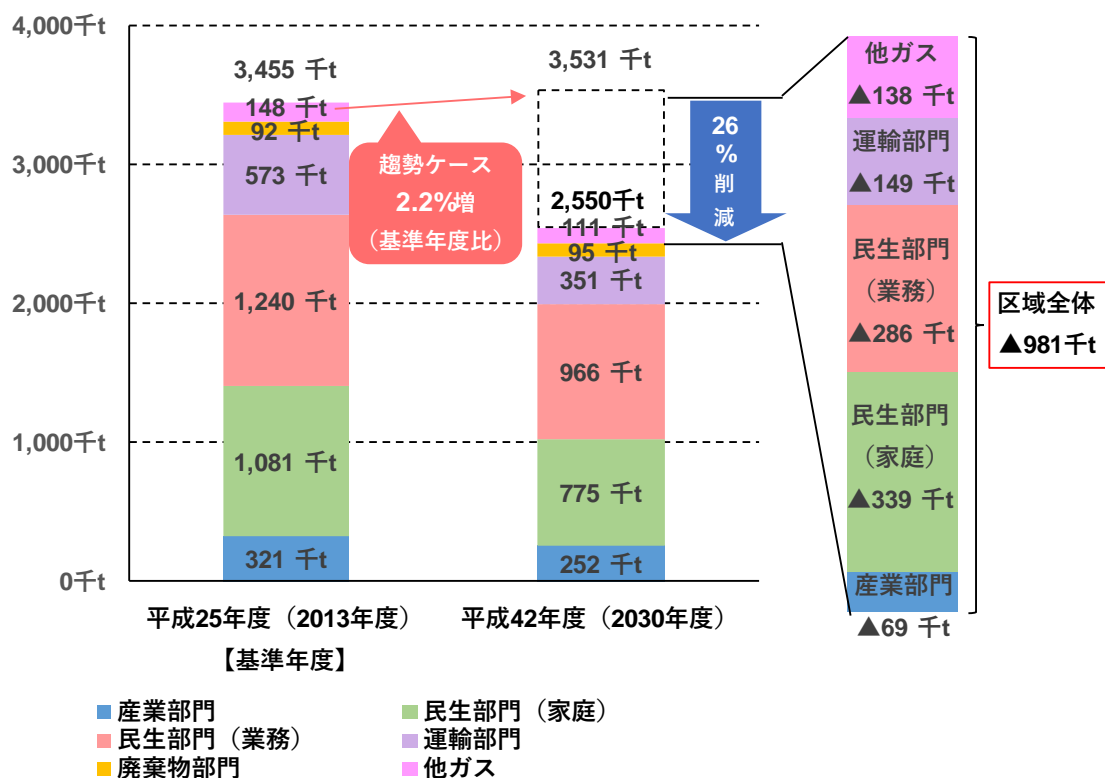 4,000千t
3,000千t
2,000千t
1,000千t
0千t
3,455 千t
148 千t
92 千t
573 千t
1,240 千t
1,081 千t
321 千t
趨勢ケース
2.2%増
（基準年度比）
3,531 千t
2,550千t
111 千t
95 千t
351 千t
966 千t
775 千t
252 千t
26
%
削
減
他ガス
▲138 千t
運輸部門
▲149 千t
民生部門
（業務）
▲286 千t
民生部門
（家庭）
▲339 千t
産業部門
▲69 千t
区域全体
▲981千t
平成25年度（2013年度）
【基準年度】
平成42年度（2030年度）
産業部門
民生部門（家庭）
民生部門（業務）
運輸部門
廃棄物部門
他ガス